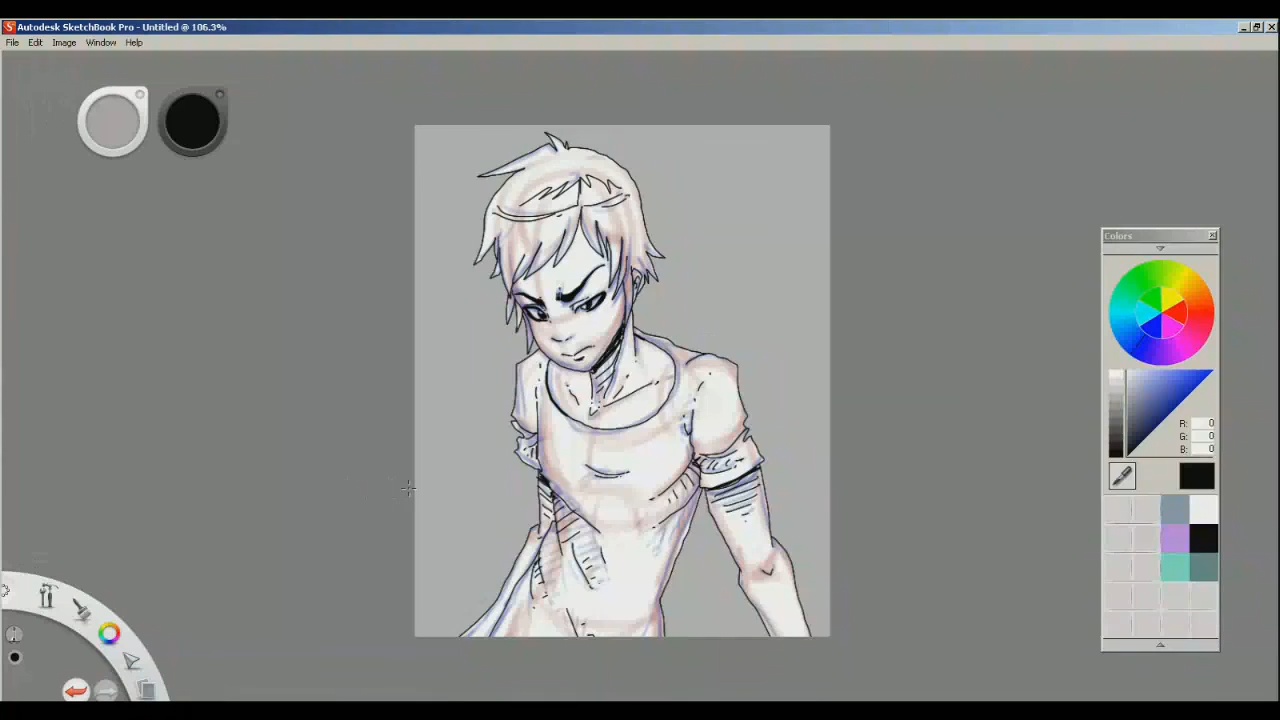 Autodesk SketchBook Pro - Untitled @ 106.3%
File Edit Image Window Help
Colors
R: 0
G: 0
B: 0